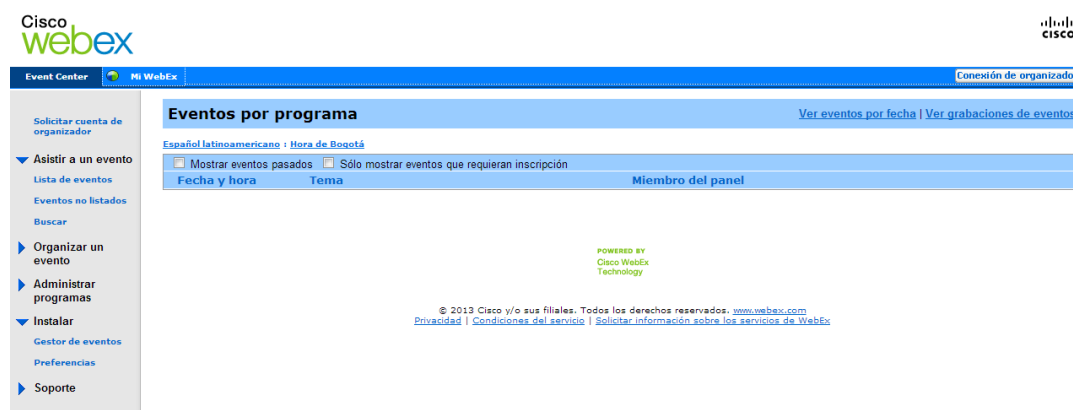 Cisco
webex
cisco
Event Center
Mi WebEx
Conexión de organizado
Solicitar cuenta de
organizador
Asistir a un evento
Lista de eventos
Eventos no listados
Buscar
Organizar un
evento
Administrar
programas
Instalar
Gestor de eventos
Preferencias
Soporte
Eventos por programa
Ver eventos por fecha | Ver grabaciones de eventos
Español latinoamericano : Hora de Bogotá
Mostrar eventos pasados Sólo mostrar eventos que requieran inscripción
Fecha y hora Tema Miembro del panel
POWERED BY
Cisco WebEx
Technology
© 2013 Cisco y/o sus filiales. Todos los derechos reservados. www.webex.com
Privacidad | Condiciones del servicio | Solicitar información sobre los servicios de WebEx